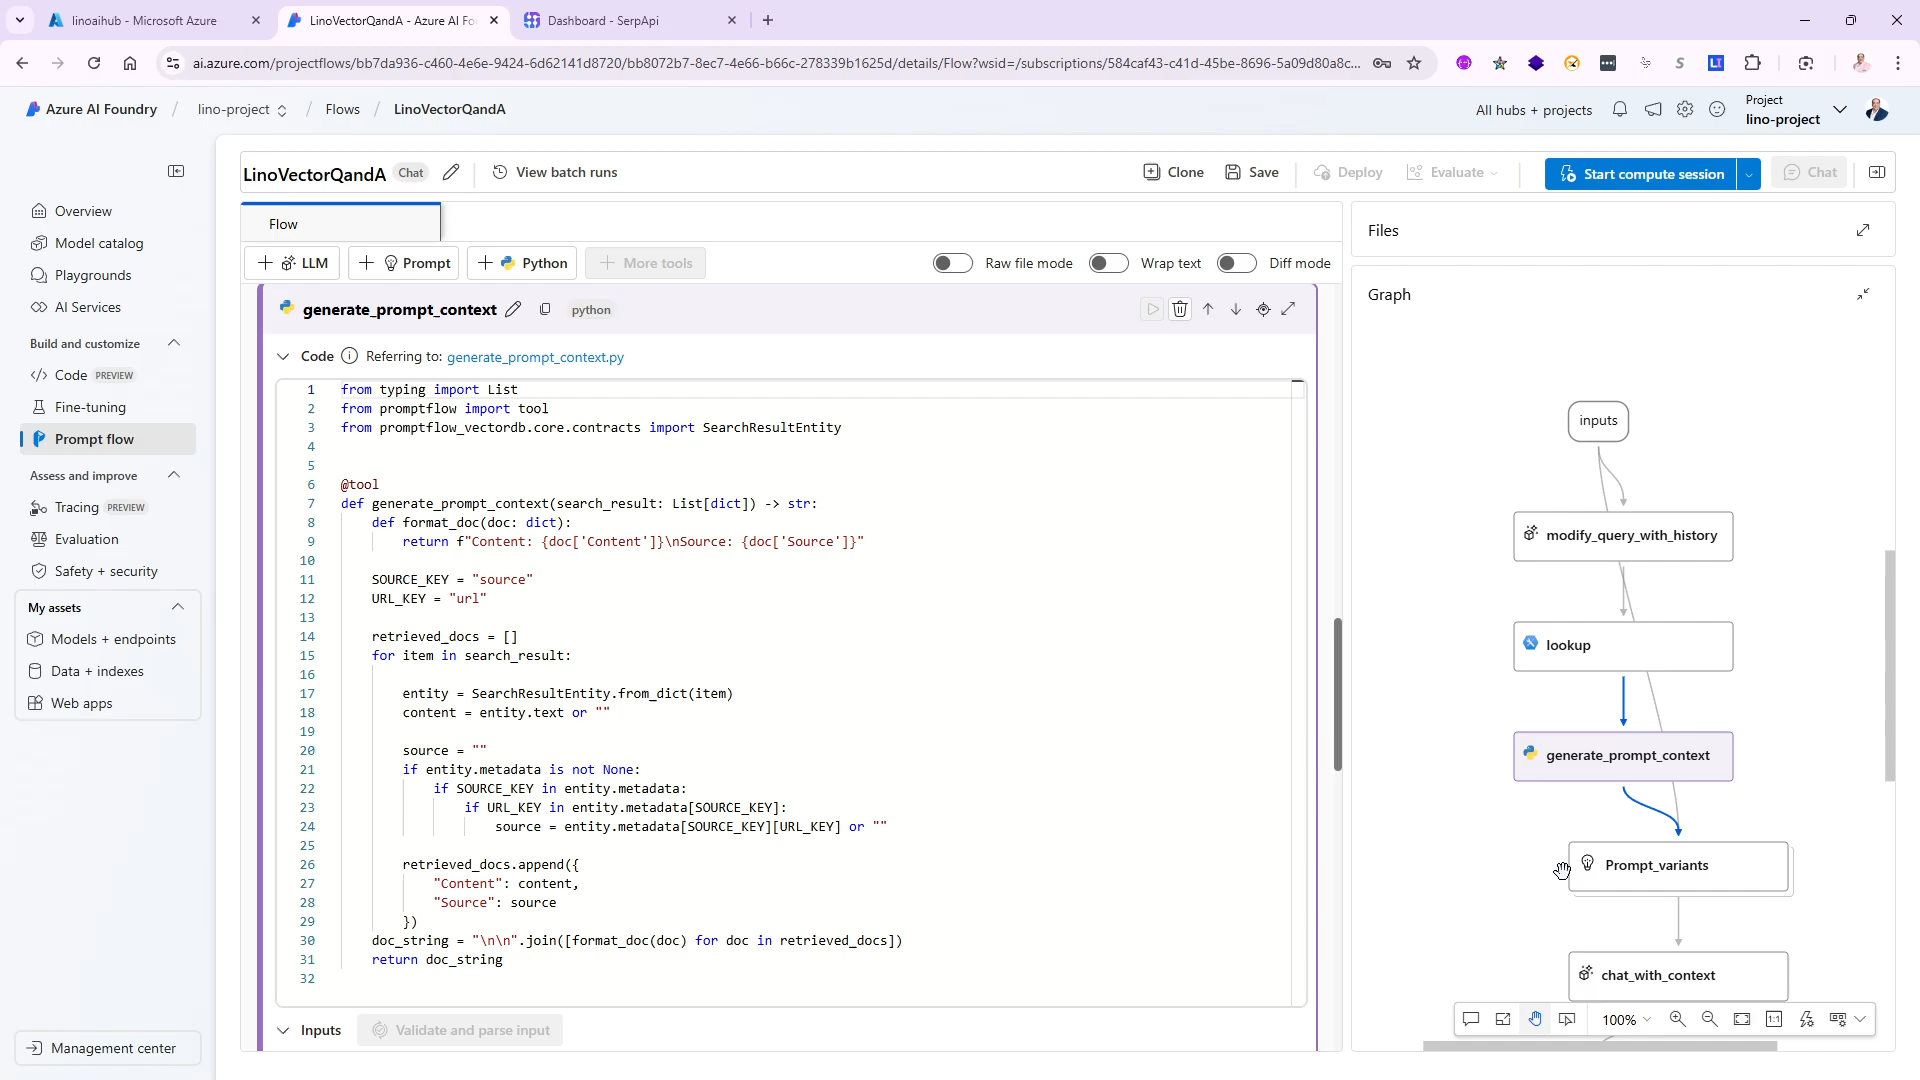 linoaihub - Microsoft Azure
LinoVectorQandA - Azure AI Fo
Dashboard - SerpApi
ai.azure.com/projectflows/bb7da936-c460-4e6e-9424-6d62141d8720/bb8072b7-8ec7-4e66-b66c-278339b1625d/details/Flow?wsid=/subscriptions/584caf43-c41d-45be-8696-5a09d80a8c...
Azure AI Foundry / lino-project / Flows / LinoVectorQandA
All hubs + projects
Project
lino-project
LinoVectorQandA Chat
View batch runs
Clone
Save
Deploy
Evaluate
Start compute session
Chat
Overview
Model catalog
Playgrounds
AI Services
Build and customize
Code PREVIEW
Fine-tuning
Prompt flow
Assess and improve
Tracing PREVIEW
Evaluation
Safety + security
My assets
Models + endpoints
Data + indexes
Web apps
Management center
Flow
LLM
Prompt
Python
More tools
Raw file mode
Wrap text
Diff mode
generate_prompt_context python
Code Referring to: generate_prompt_context.py
1 from typing import List
2 from promptflow import tool
3 from promptflow_vectordb.core.contracts import SearchResultEntity
4
5
6 @tool
7 def generate_prompt_context(search_result: List[dict]) -> str:
8 def format_doc(doc: dict):
9 return f"Content: {doc['Content']}\nSource: {doc['Source']}"
10
11 SOURCE_KEY = "source"
12 URL_KEY = "url"
13
14 retrieved_docs = []
15 for item in search_result:
16
17 entity = SearchResultEntity.from_dict(item)
18 content = entity.text or ""
19
20 source = ""
21 if entity.metadata is not None:
22 if SOURCE_KEY in entity.metadata:
23 if URL_KEY in entity.metadata[SOURCE_KEY]:
24 source = entity.metadata[SOURCE_KEY][URL_KEY] or ""
25
26 retrieved_docs.append({
27 "Content": content,
28 "Source": source
29 })
30 doc_string = "\n\n".join([format_doc(doc) for doc in retrieved_docs])
31 return doc_string
32
Inputs
Validate and parse input
Files
Graph
inputs
modify_query_with_history
lookup
generate_prompt_context
Prompt_variants
chat_with_context
100%
1:1